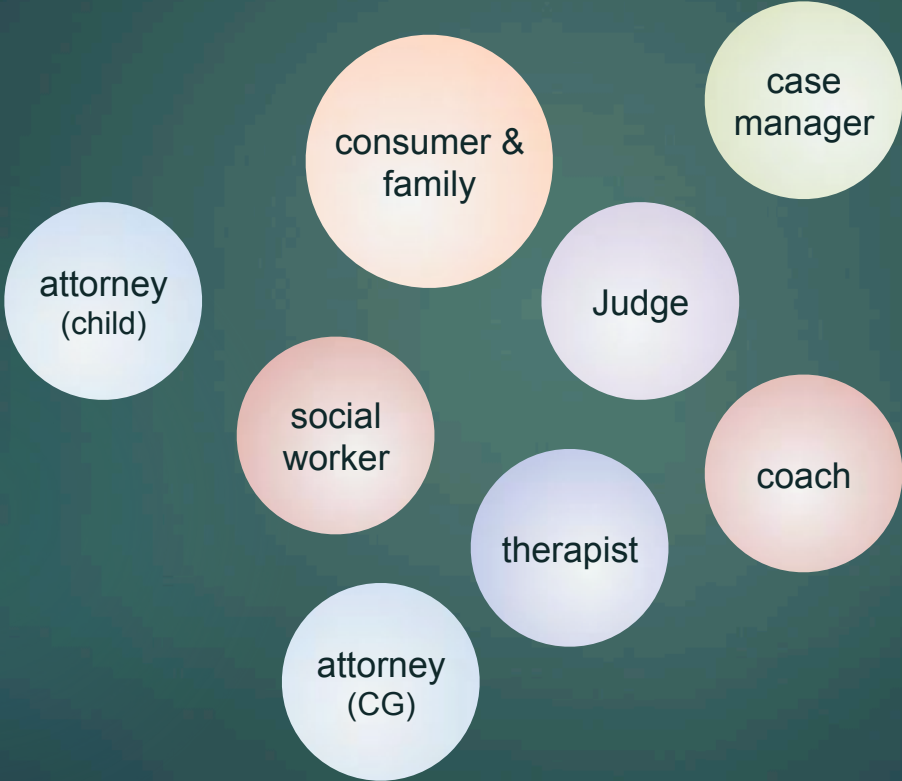 case
manager
consumer &
family
attorney
(child)
Judge
social
worker
coach
therapist
attorney
(CG)